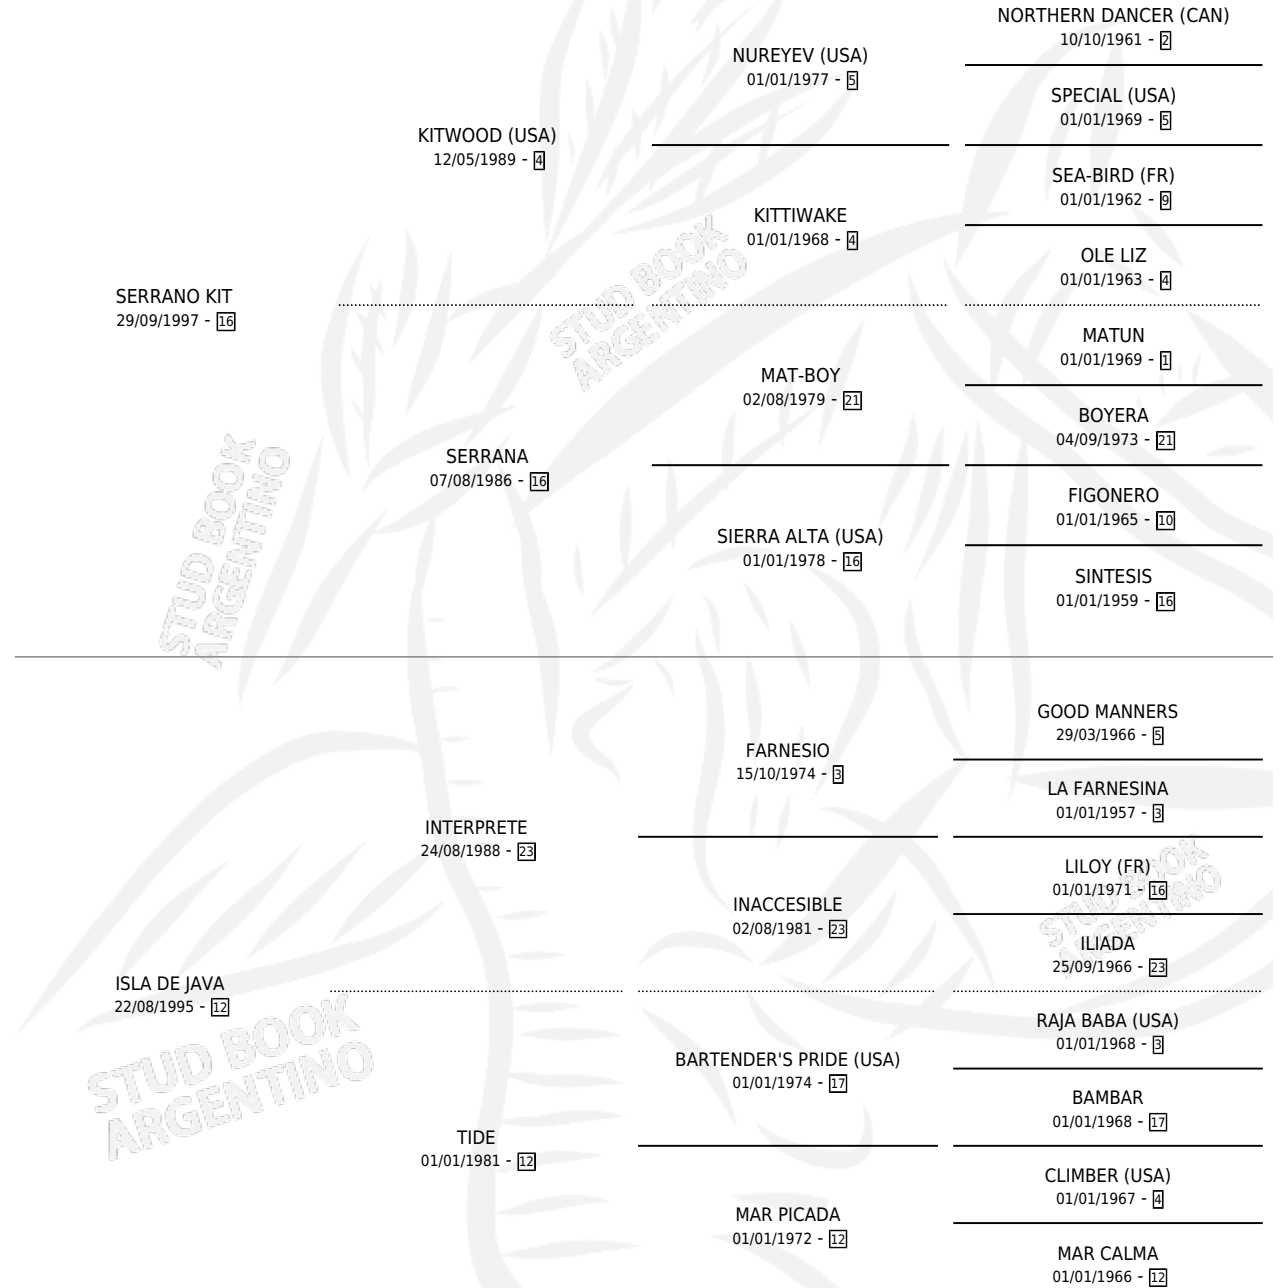 NORTHERN DANCER (CAN)
10/10/1961 - 2
NUREYEV (USA)
01/01/1977 - 5
SPECIAL (USA)
01/01/1969 - 5
KITWOOD (USA)
12/05/1989 - 4
SEA-BIRD (FR)
01/01/1962 - 9
KITTIWAKE
01/01/1968 - 4
OLE LIZ
01/01/1963 - 4
SERRANO KIT
29/09/1997 - 16
MATUN
01/01/1969 - 1
MAT-BOY
02/08/1979 - 21
BOYERA
04/09/1973 - 21
SERRANA
07/08/1986 - 16
FIGONERO
01/01/1965 - 10
SIERRA ALTA (USA)
01/01/1978 - 16
SINTESIS
01/01/1959 - 16
GOOD MANNERS
29/03/1966 - 5
FARNESIO
15/10/1974 - 3
LA FARNESINA
01/01/1957 - 3
INTERPRETE
24/08/1988 - 23
LILOY (FR)
01/01/1971 - 16
INACCESIBLE
02/08/1981 - 23
ILIADA
25/09/1966 - 23
ISLA DE JAVA
22/08/1995 - 12
RAJA BABA (USA)
01/01/1968 - 3
BARTENDER'S PRIDE (USA)
01/01/1974 - 17
BAMBAR
01/01/1968 - 17
TIDE
01/01/1981 - 12
CLIMBER (USA)
01/01/1967 - 4
MAR PICADA
01/01/1972 - 12
MAR CALMA
01/01/1966 - 12
STUD BOOK
ARGENTINO
STUD BOOK
ARGENTINO
STUD BOOK
ARGENTINO
STUD BOOK
ARGENTINO